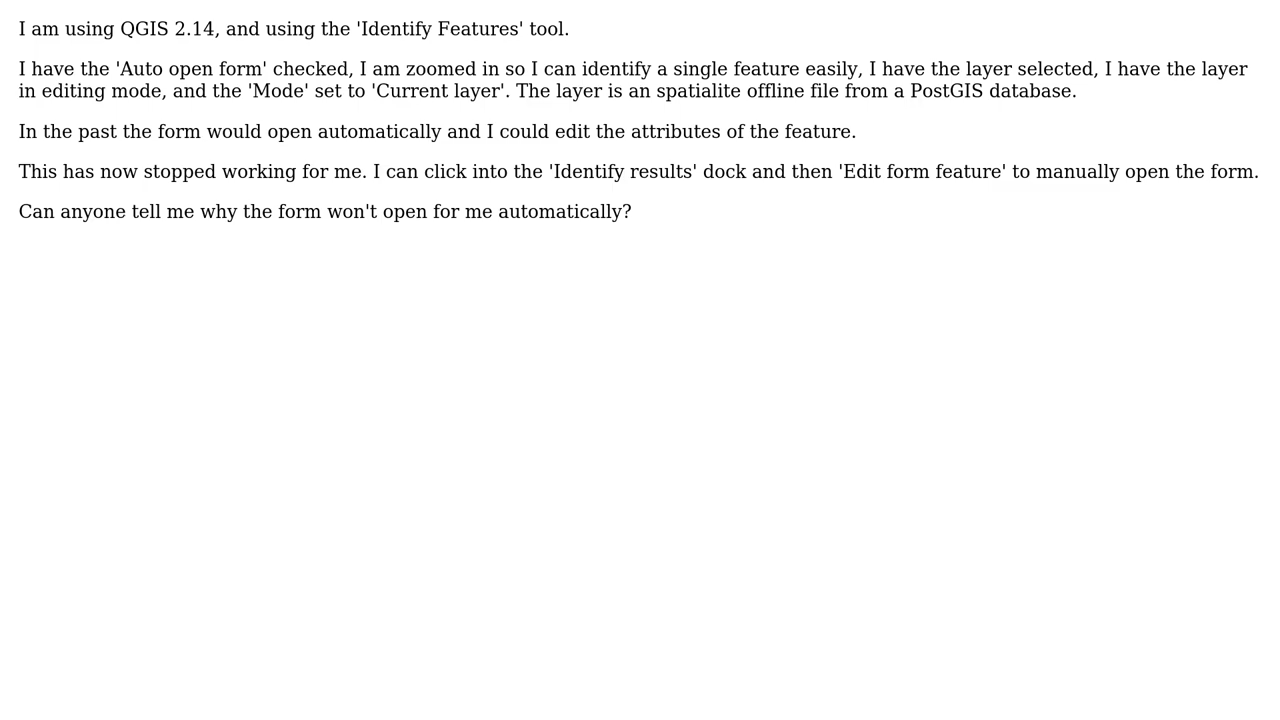 I am using QGIS 2.14, and using the 'Identify Features' tool.
I have the 'Auto open form' checked, I am zoomed in so I can identify a single feature easily, I have the layer selected, I have the layer
in editing mode, and the 'Mode' set to 'Current layer'. The layer is an spatialite offline file from a PostGIS database.
In the past the form would open automatically and I could edit the attributes of the feature.
This has now stopped working for me. I can click into the 'Identify results' dock and then 'Edit form feature' to manually open the form.
Can anyone tell me why the form won't open for me automatically?